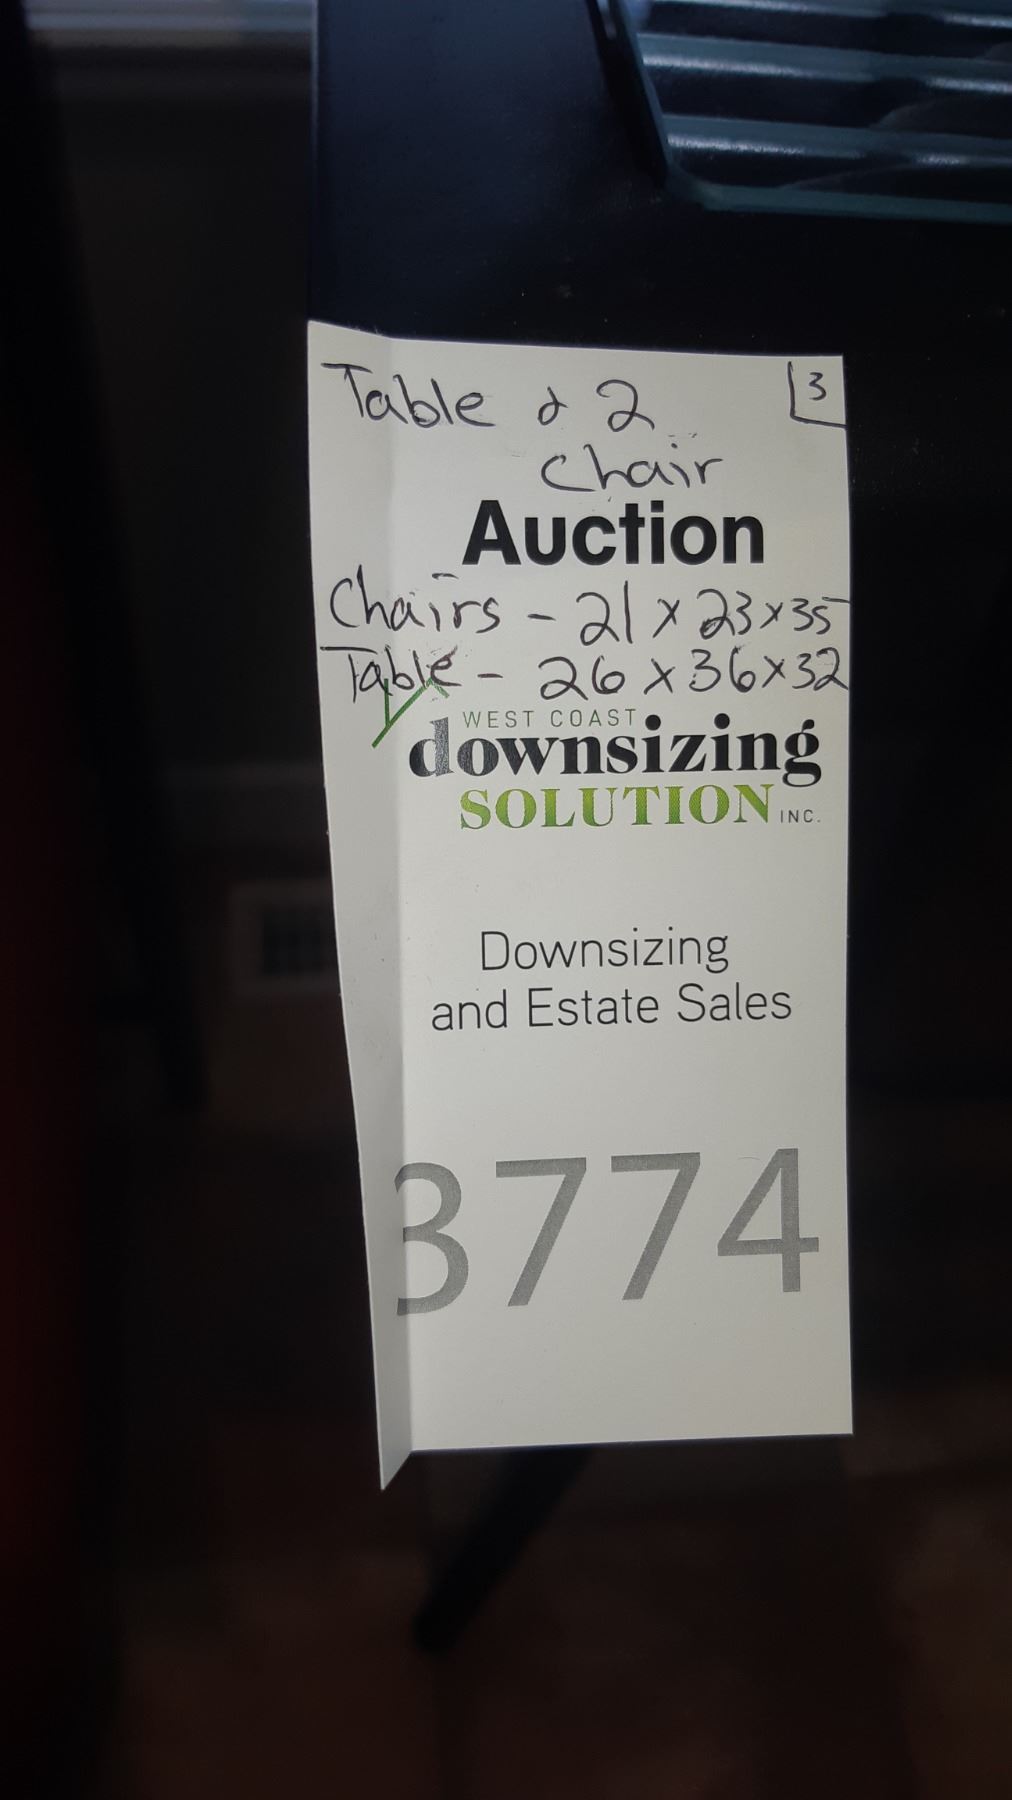 Table & 2
3
Chair
Auction
Chairs - 21 x 23 x 35
Table - 26 x 36 x 32
WEST COAST
downsizing
SOLUTION INC.
Downsizing
and Estate Sales
3774